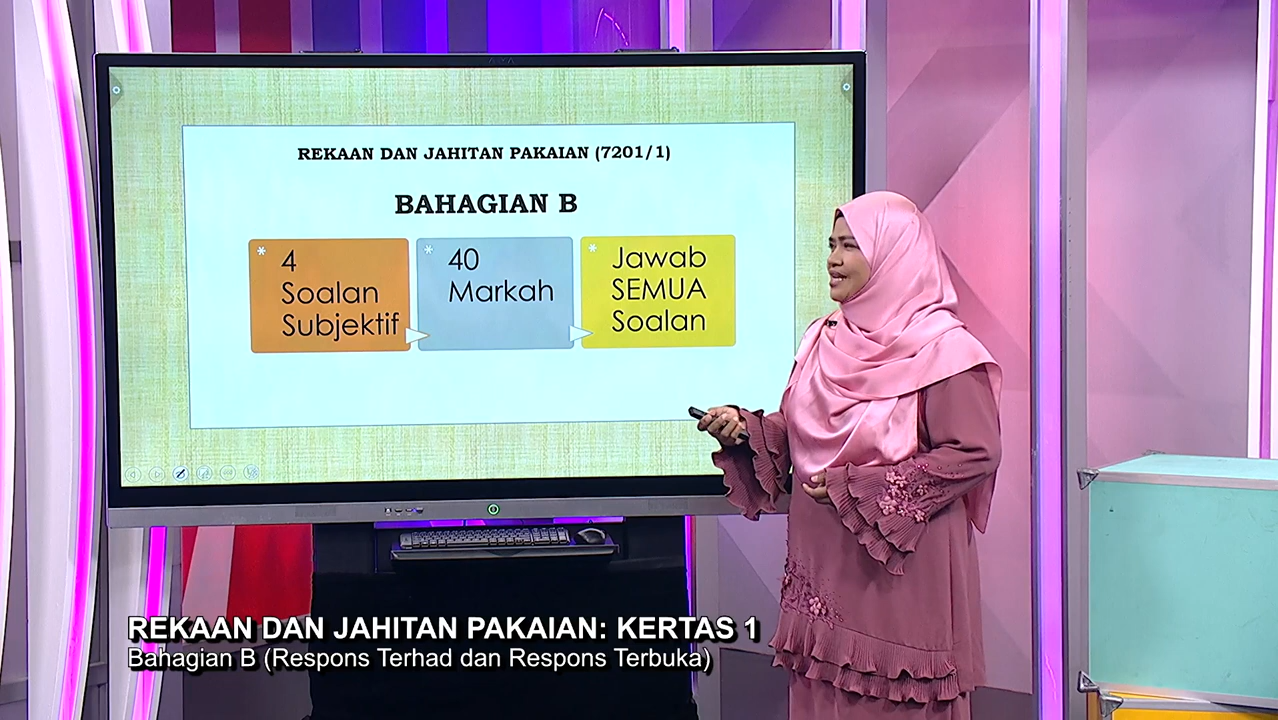 REKAAN DAN JAHITAN PAKAIAN (7201/1)
BAHAGIAN B
* 4
Soalan
Subjektif
* 40
Markah
* Jawab
SEMUA
Soalan
REKAAN DAN JAHITAN PAKAIAN: KERTAS 1
Bahagian B (Respons Terhad dan Respons Terbuka)